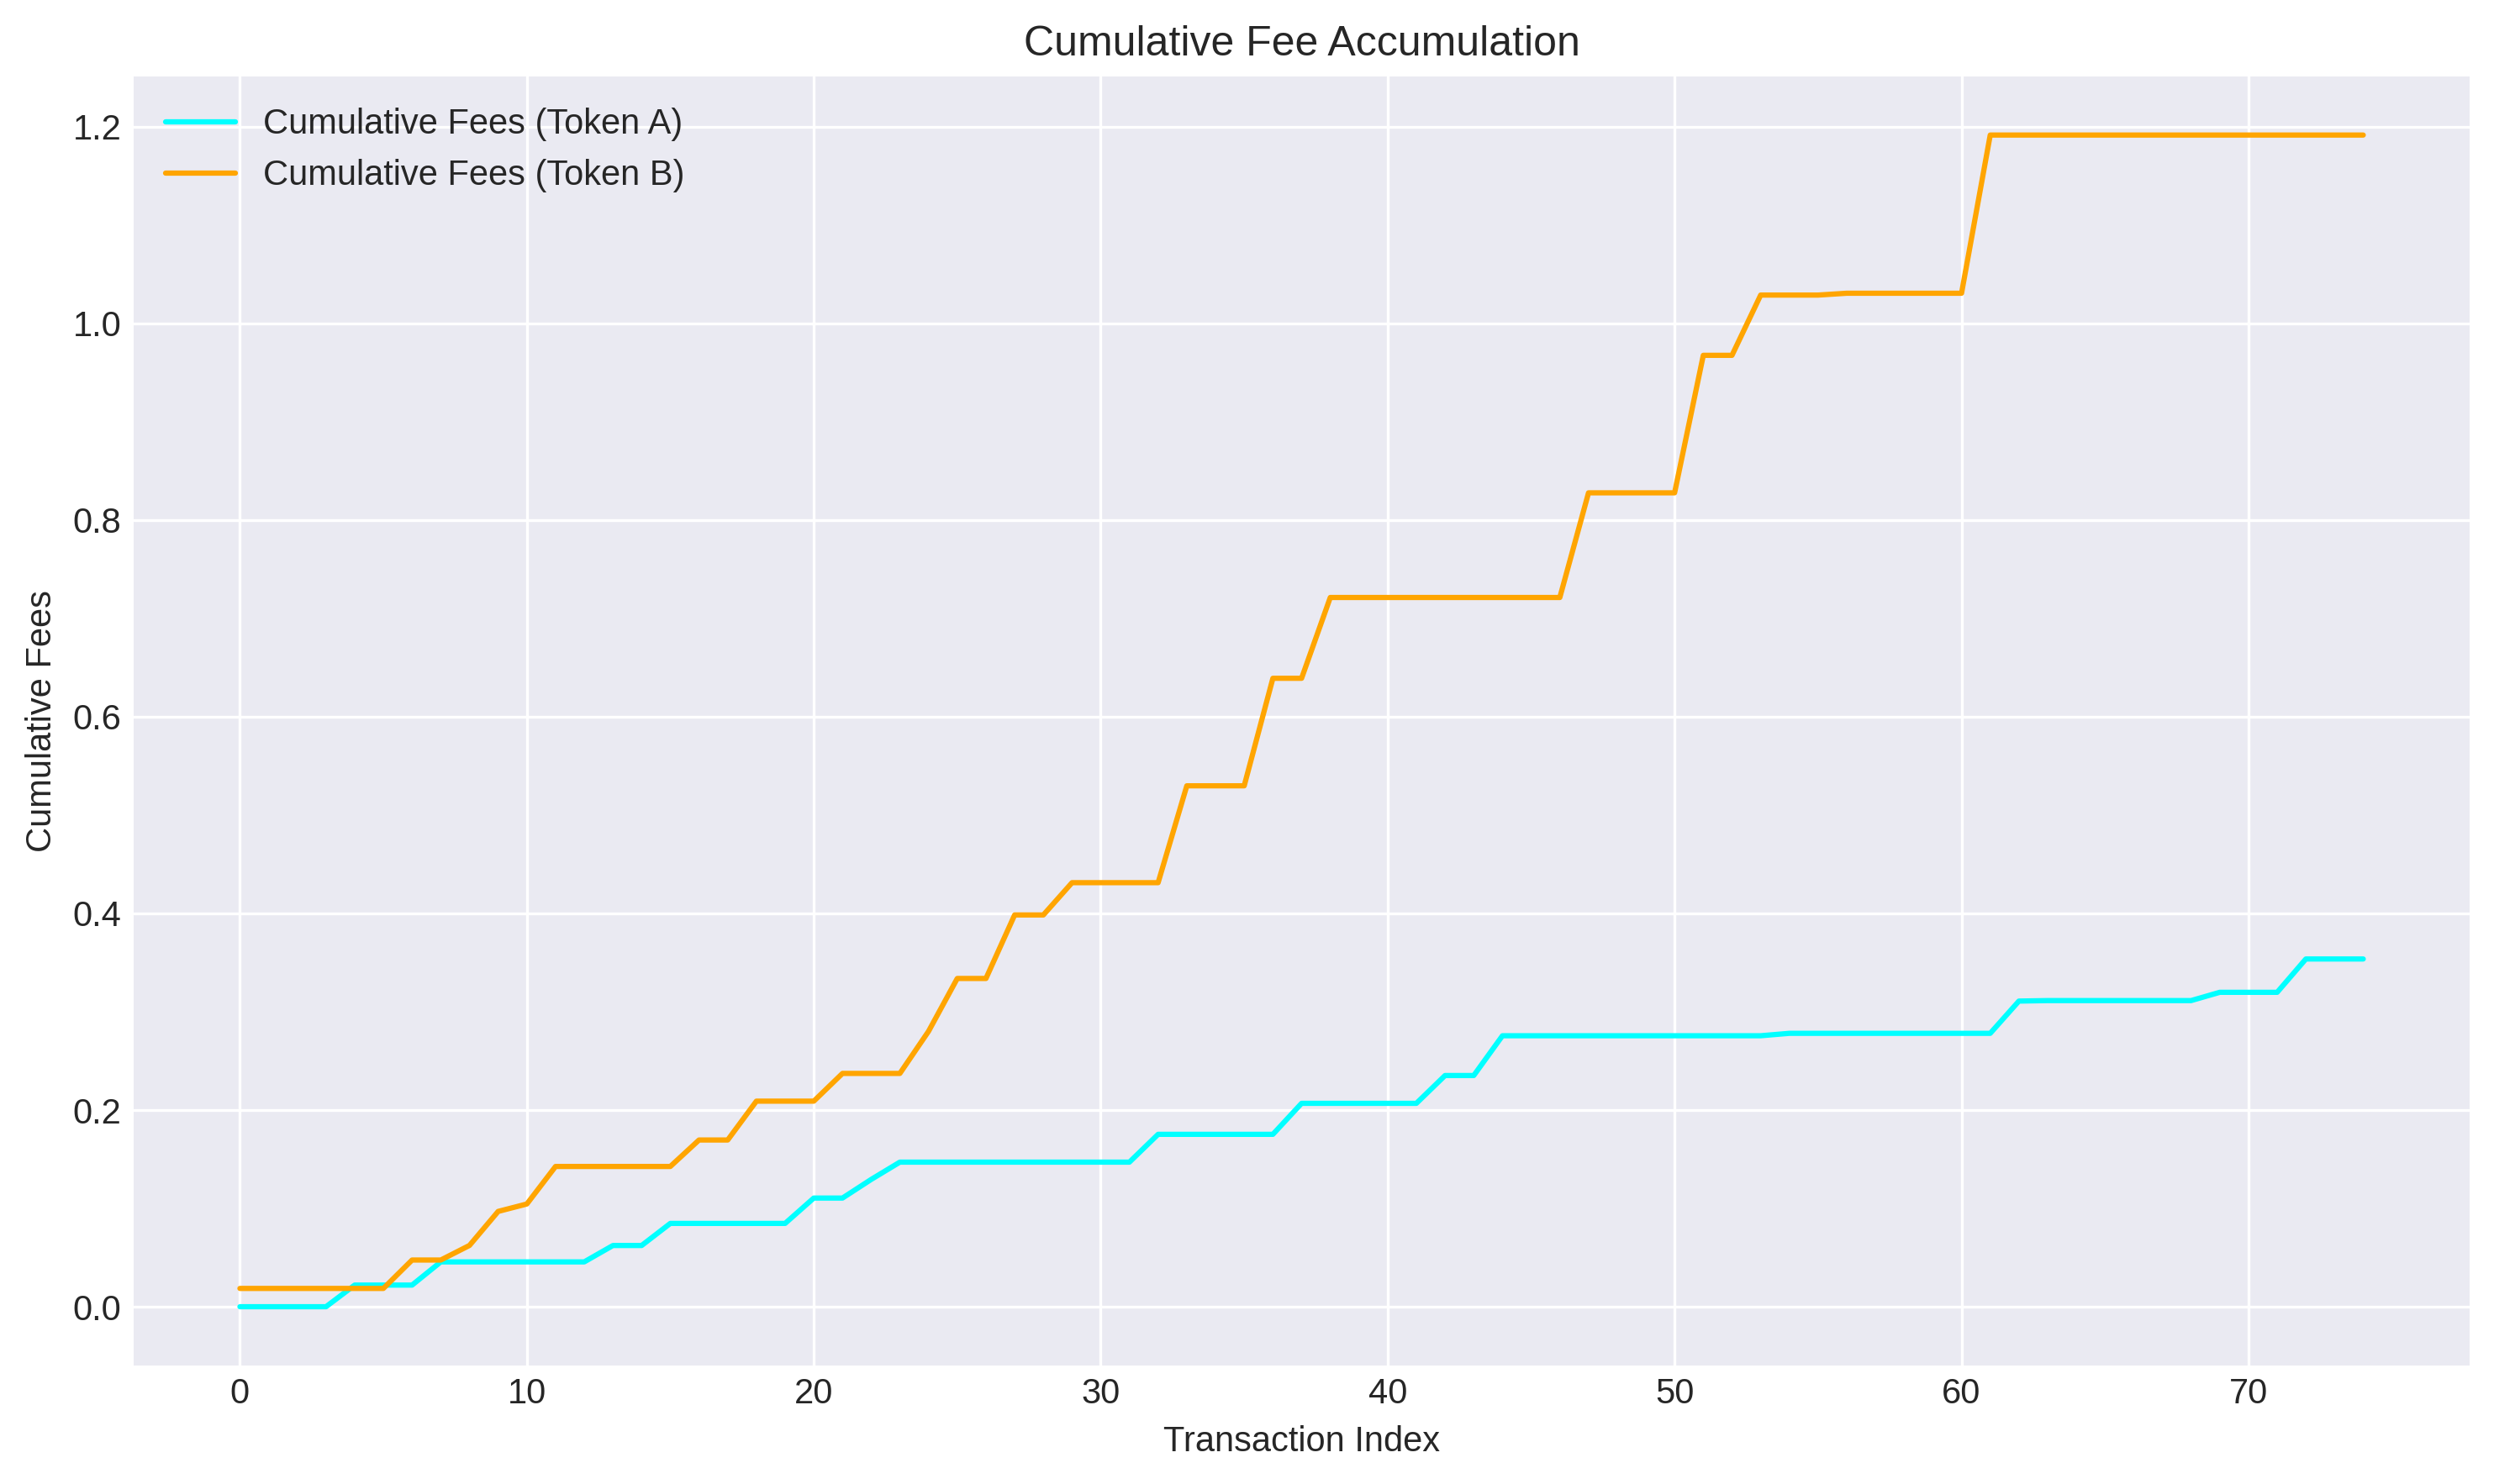 Cumulative Fee Accumulation
Cumulative Fees (Token A)
Cumulative Fees (Token B)
Cumulative Fees
1.2
1.0
0.8
0.6
0.4
0.2
0.0
0 10 20 30 40 50 60 70
Transaction Index